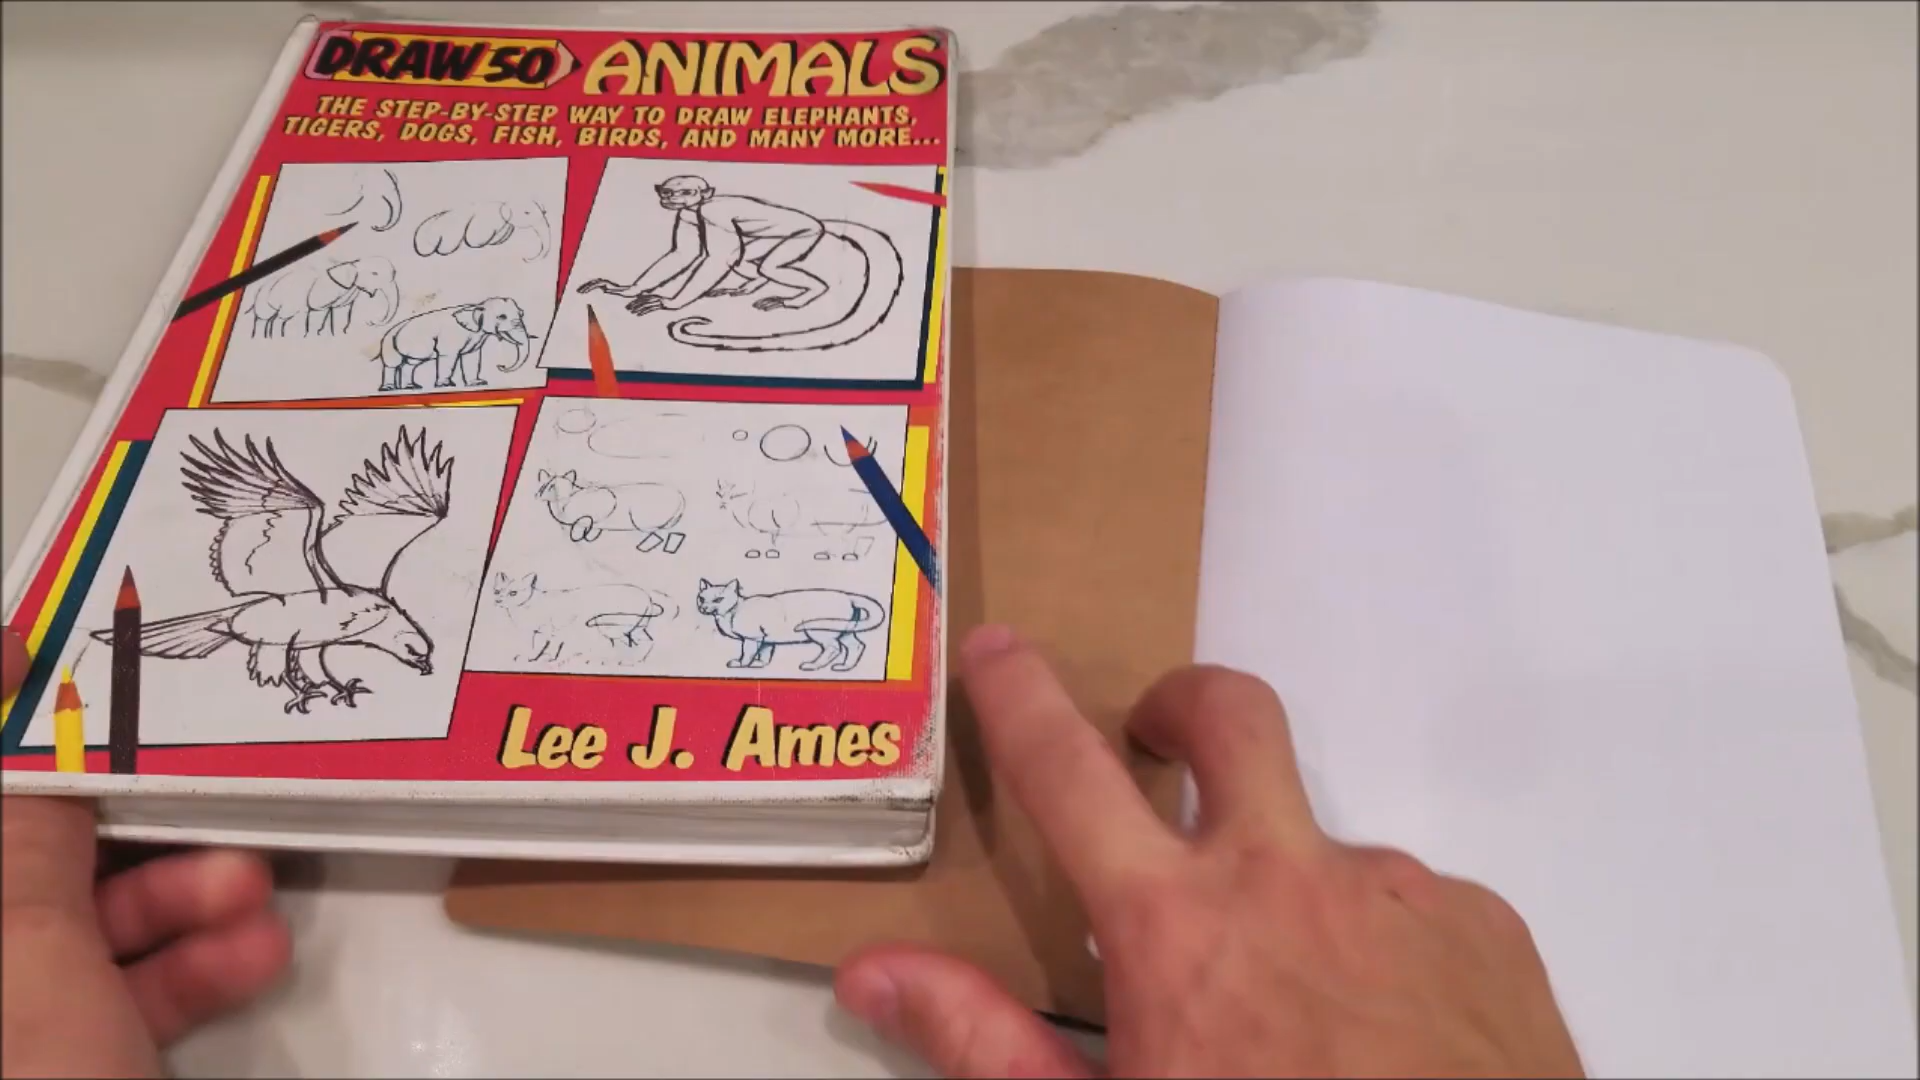 DRAW 50 ANIMALS
THE STEP-BY-STEP WAY TO DRAW ELEPHANTS,
TIGERS, DOGS, FISH, BIRDS, AND MANY MORE...
Lee J. Ames